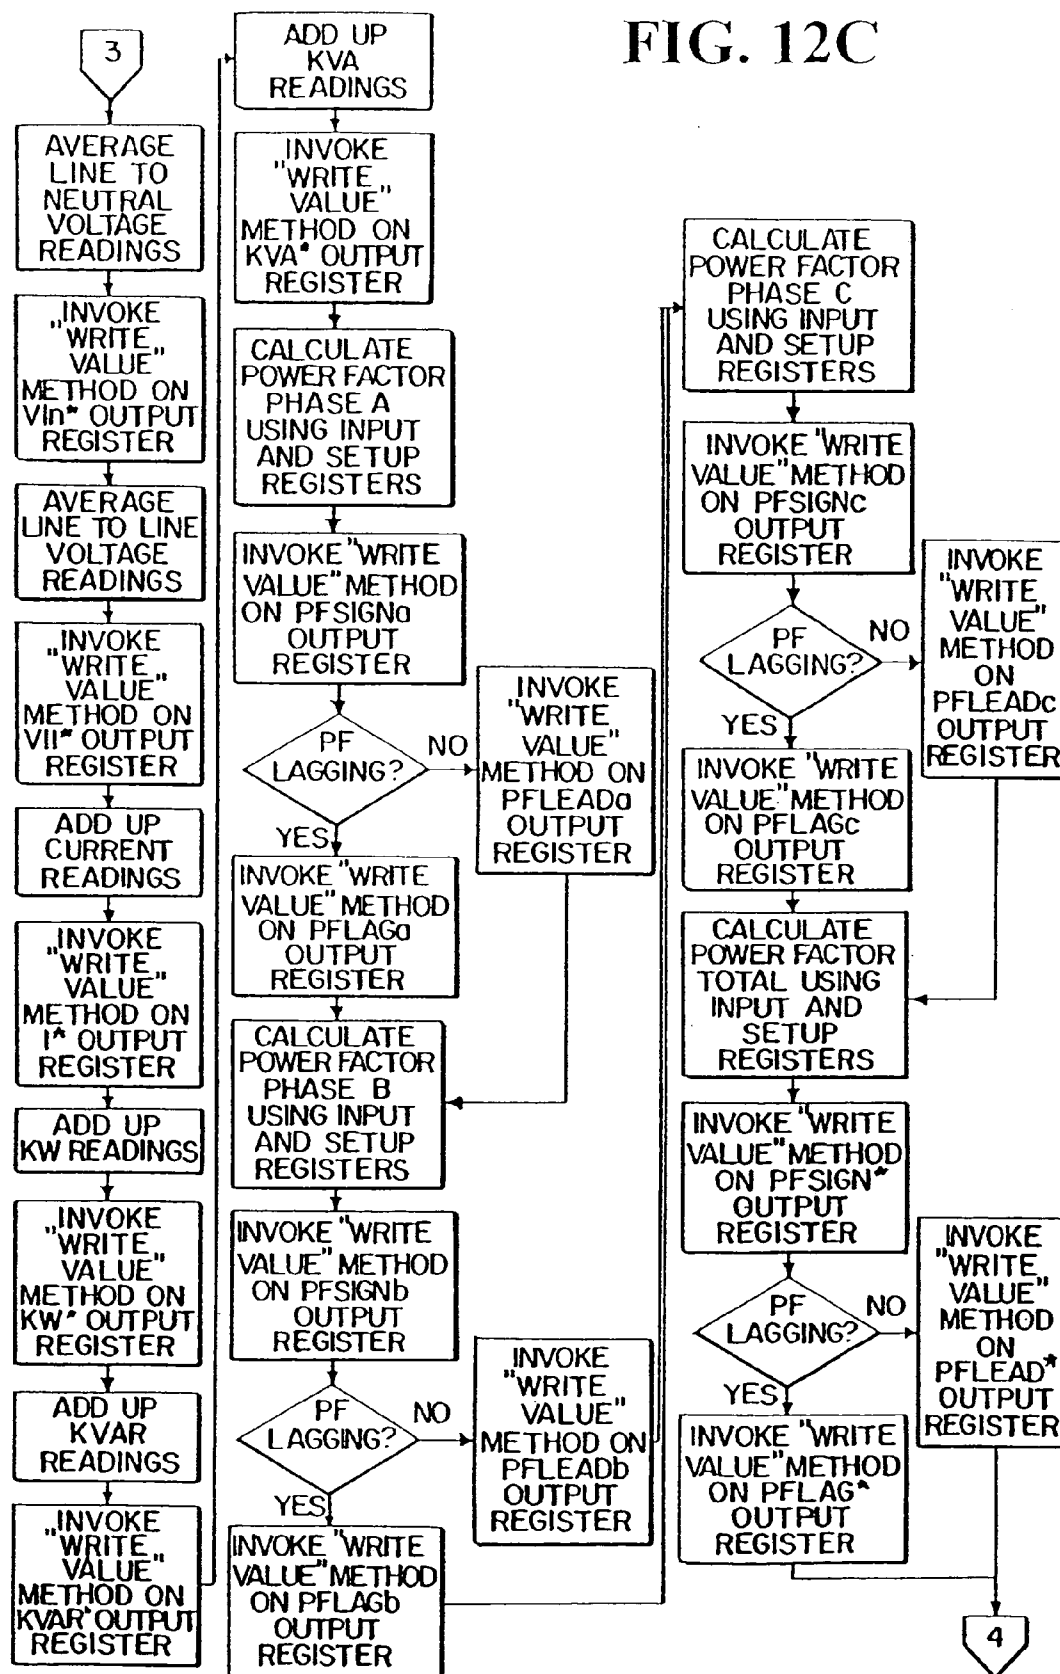 FIG. 12C
3
AVERAGE
LINE TO
NEUTRAL
VOLTAGE
READINGS
INVOKE
"WRITE
VALUE"
METHOD ON
Vln* OUTPUT
REGISTER
AVERAGE
LINE TO LINE
VOLTAGE
READINGS
INVOKE
"WRITE
VALUE"
METHOD ON
Vll* OUTPUT
REGISTER
ADD UP
CURRENT
READINGS
INVOKE
"WRITE
VALUE"
METHOD ON
I* OUTPUT
REGISTER
ADD UP
KW READINGS
INVOKE
"WRITE
VALUE"
METHOD ON
KW* OUTPUT
REGISTER
ADD UP
KVAR
READINGS
INVOKE
"WRITE
VALUE"
METHOD ON
KVAR* OUTPUT
REGISTER
ADD UP
KVA
READINGS
INVOKE
"WRITE
VALUE"
METHOD ON
KVA* OUTPUT
REGISTER
CALCULATE
POWER FACTOR
PHASE A
USING INPUT
AND SETUP
REGISTERS
INVOKE "WRITE
VALUE" METHOD
ON PFSIGNa
OUTPUT
REGISTER
PF
LAGGING?
NO
YES
INVOKE
"WRITE
VALUE"
METHOD ON
PFLEADa
OUTPUT
REGISTER
INVOKE "WRITE
VALUE" METHOD
ON PFLAGa
OUTPUT
REGISTER
CALCULATE
POWER FACTOR
PHASE B
USING INPUT
AND SETUP
REGISTERS
INVOKE "WRITE
VALUE" METHOD
ON PFSIGNb
OUTPUT
REGISTER
PF
LAGGING?
NO
YES
INVOKE
"WRITE
VALUE"
METHOD ON
PFLEADb
OUTPUT
REGISTER
INVOKE "WRITE
VALUE" METHOD
ON PFLAGb
OUTPUT
REGISTER
CALCULATE
POWER FACTOR
PHASE C
USING INPUT
AND SETUP
REGISTERS
INVOKE "WRITE
VALUE" METHOD
ON PFSIGNc
OUTPUT
REGISTER
PF
LAGGING?
NO
YES
INVOKE
"WRITE
VALUE"
METHOD
ON
PFLEADc
OUTPUT
REGISTER
INVOKE "WRITE
VALUE" METHOD
ON PFLAGc
OUTPUT
REGISTER
CALCULATE
POWER FACTOR
TOTAL USING
INPUT AND
SETUP
REGISTERS
INVOKE "WRITE
VALUE" METHOD
ON PFSIGN*
OUTPUT
REGISTER
PF
LAGGING?
NO
YES
INVOKE
"WRITE
VALUE"
METHOD
ON
PFLEAD*
OUTPUT
REGISTER
INVOKE "WRITE
VALUE" METHOD
ON PFLAG*
OUTPUT
REGISTER
4